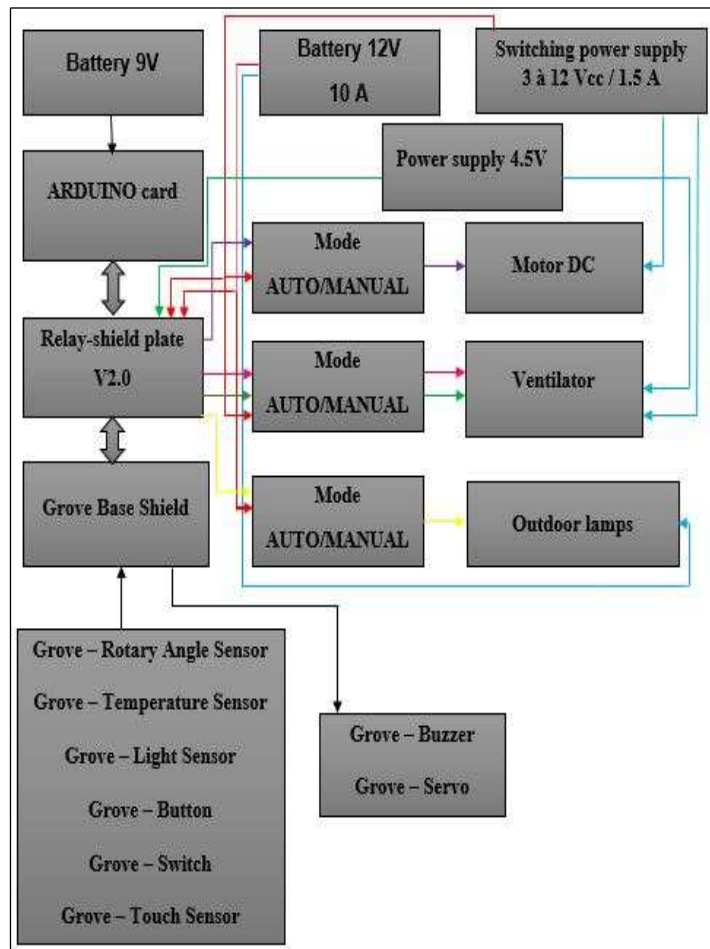 Battery 9V
Battery 12V
10 A
Switching power supply
3 à 12 Vcc / 1.5 A
Power supply 4.5V
ARDUINO card
Mode
AUTO/MANUAL
Motor DC
Relay-shield plate
V2.0
Mode
AUTO/MANUAL
Ventilator
Grove Base Shield
Mode
AUTO/MANUAL
Outdoor lamps
Grove – Rotary Angle Sensor
Grove – Temperature Sensor
Grove – Light Sensor
Grove – Button
Grove – Switch
Grove – Touch Sensor
Grove – Buzzer
Grove – Servo